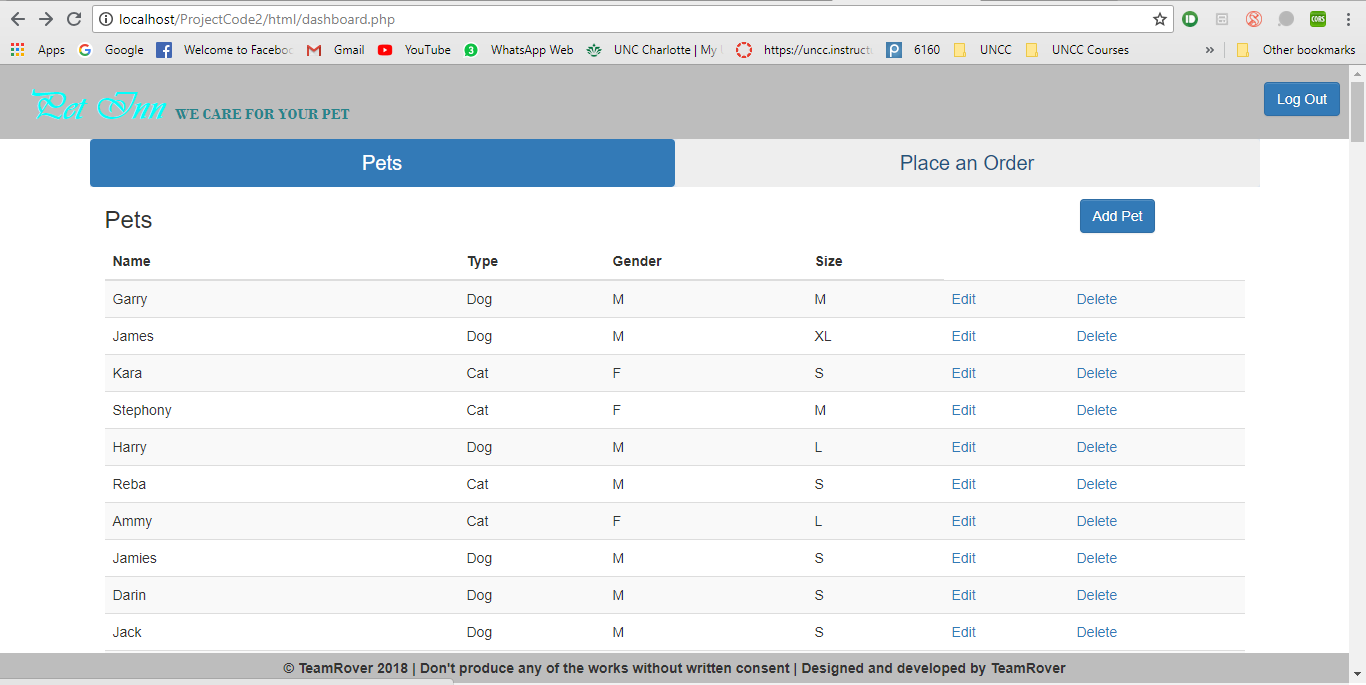 localhost/ProjectCode2/html/dashboard.php CORS
Apps Google Welcome to Faceboo Gmail YouTube 3 WhatsApp Web UNC Charlotte | My https://uncc.instructu 6160 UNCC UNCC Courses » Other bookmarks
Pet Inn WE CARE FOR YOUR PET Log Out
Pets Place an Order
Pets Add Pet
Name Type Gender Size
Garry Dog M M Edit Delete
James Dog M XL Edit Delete
Kara Cat F S Edit Delete
Stephony Cat F M Edit Delete
Harry Dog M L Edit Delete
Reba Cat M S Edit Delete
Ammy Cat F L Edit Delete
Jamies Dog M S Edit Delete
Darin Dog M S Edit Delete
Jack Dog M S Edit Delete
© TeamRover 2018 | Don't produce any of the works without written consent | Designed and developed by TeamRover